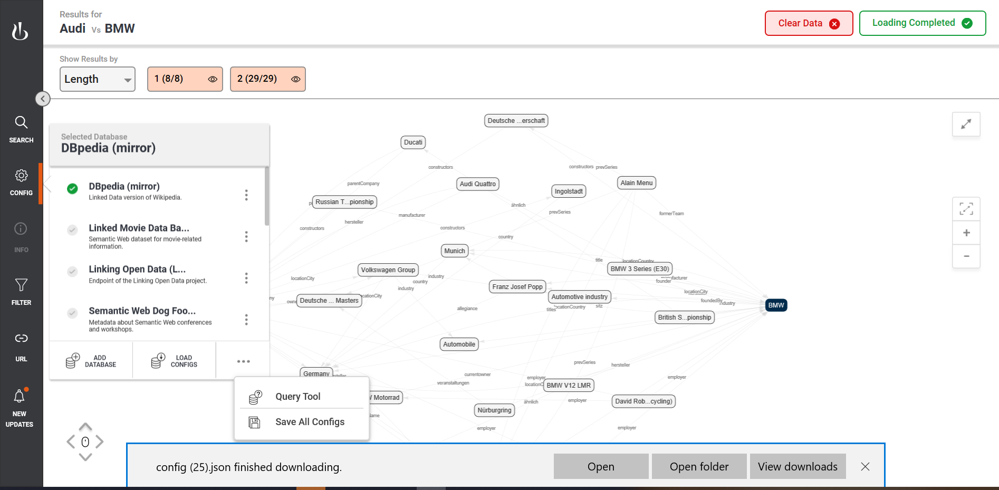 Results for
Audi Vs BMW
Clear Data
Loading Completed
Show Results by
Length
1 (8/8)
2 (29/29)
SEARCH
CONFIG
INFO
FILTER
URL
NEW
UPDATES
Selected Database
DBpedia (mirror)
DBpedia (mirror)
Linked Data version of Wikipedia.
Linked Movie Data Ba...
Semantic Web dataset for movie-related
information.
Linking Open Data (L...
Endpoint of the Linking Open Data project.
Semantic Web Dog Foo...
Metadata about Semantic Web conferences
and workshops.
ADD
DATABASE
LOAD
CONFIGS
Query Tool
Save All Configs
Deutsche ...erschaft
Ducati
constructors
constructors
prevSeries
parentCompany
Audi Quattro
Alain Menu
Ingolstadt
Russian T...pionship
ähnlich
prevSeries
manufacturer
formerTeam
hersteller
constructors
constructors
country
Munich
title
locationCountry
Volkswagen Group
BMW 3 Series (E30)
locationCity
industry
country
founder
industry
Franz Josef Popp
Automotive industry
locationCity
foundedBy
industry
Deutsche ... Masters
BMW
allegiance
titles
sitz
British S...pionship
Automobile
prevSeries
hersteller
Germany
currentowner
employer
employer
veranstaltungen
BMW V12 LMR
Motorrad
ähnlich
employer
David Rob...cycling)
Nürburgring
employer
employer
config (25).json finished downloading.
Open
Open folder
View downloads